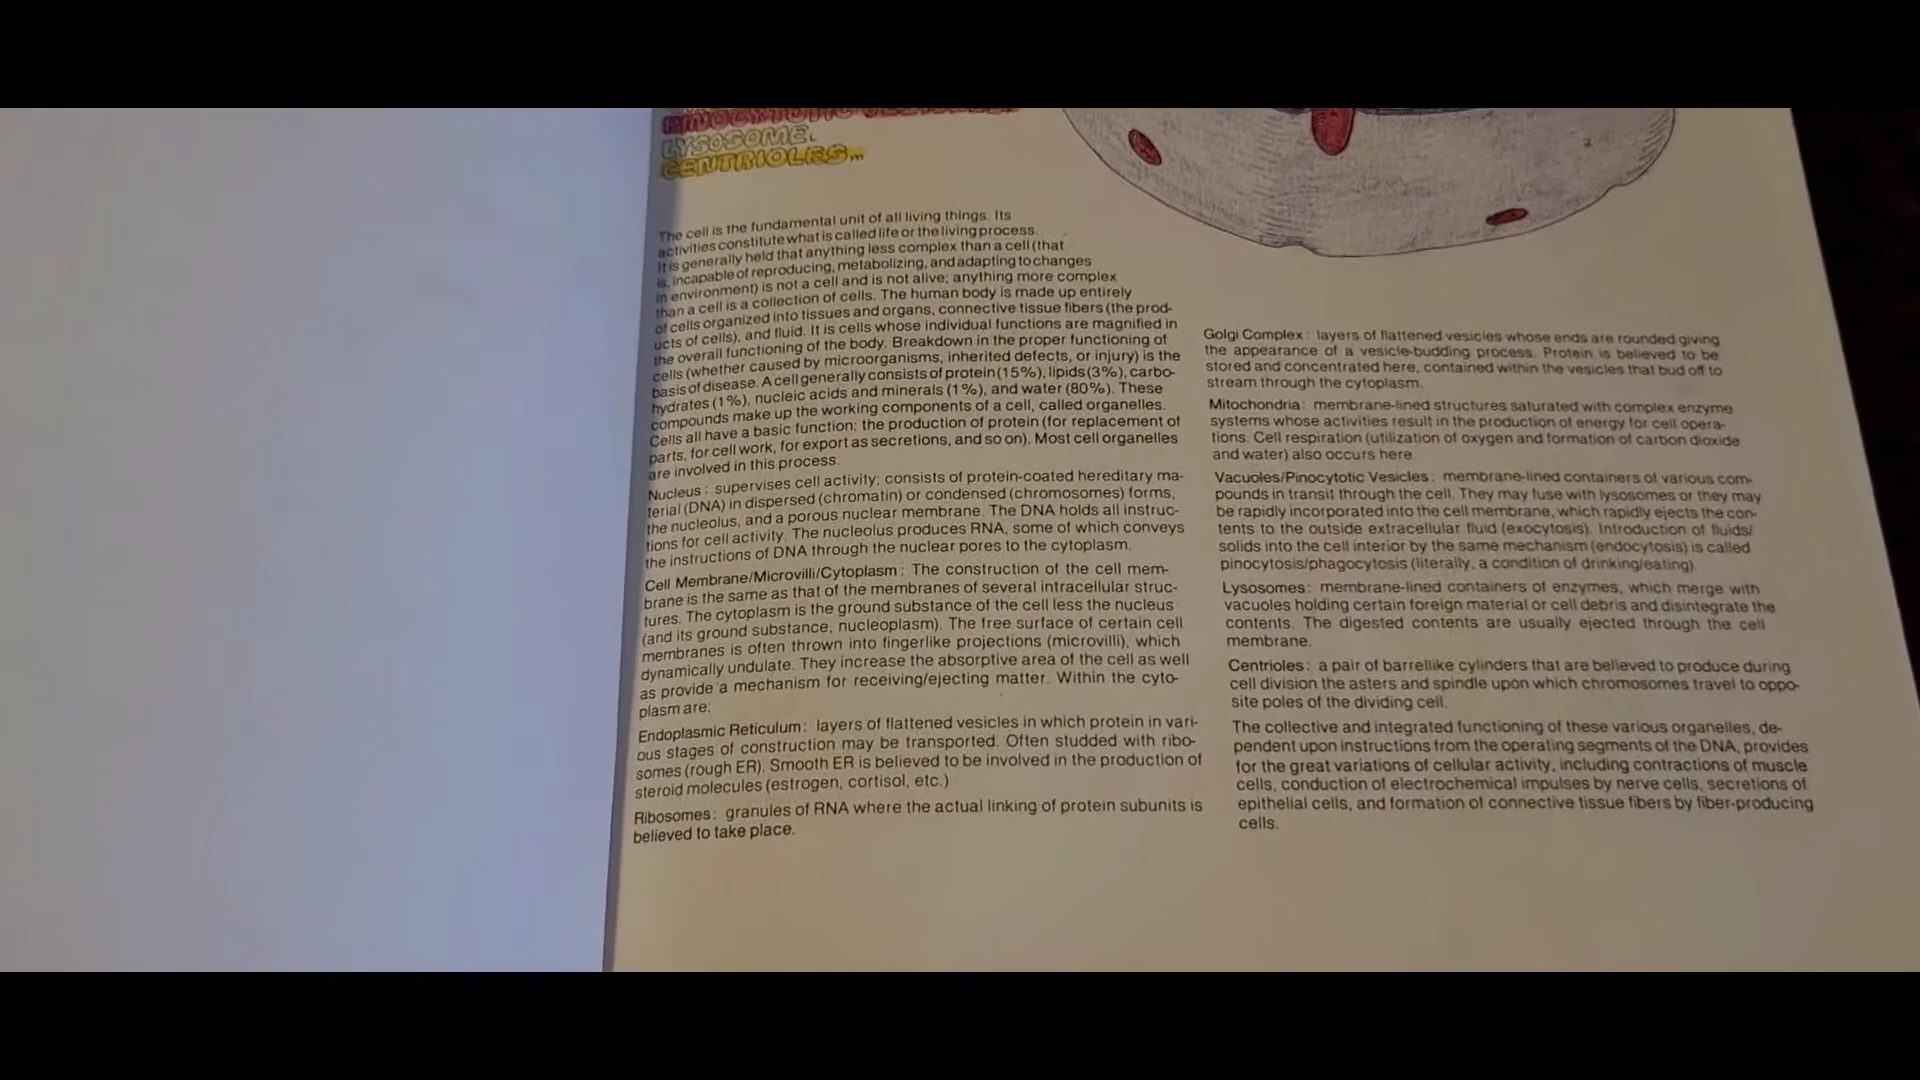 PINOCYTOTIC VESICLES
LYSOSOME
CENTRIOLES
The cell is the fundamental unit of all living things. Its
activities constitute what is called life or the living process.
It is generally held that anything less complex than a cell (that
is, incapable of reproducing, metabolizing, and adapting to changes
in environment) is not a cell and is not alive; anything more complex
than a cell is a collection of cells. The human body is made up entirely
of cells organized into tissues and organs, connective tissue fibers (the prod-
ucts of cells), and fluid. It is cells whose individual functions are magnified in
the overall functioning of the body. Breakdown in the proper functioning of
cells (whether caused by microorganisms, inherited defects, or injury) is the
basis of disease. A cell generally consists of protein (15%), lipids (3%), carbo-
hydrates (1%), nucleic acids and minerals (1%), and water (80%). These
compounds make up the working components of a cell, called organelles.
Cells all have a basic function: the production of protein (for replacement of
parts, for cell work, for export as secretions, and so on). Most cell organelles
are involved in this process.
Nucleus: supervises cell activity; consists of protein-coated hereditary ma-
terial (DNA) in dispersed (chromatin) or condensed (chromosomes) forms,
the nucleolus, and a porous nuclear membrane. The DNA holds all instruc-
tions for cell activity. The nucleolus produces RNA, some of which conveys
the instructions of DNA through the nuclear pores to the cytoplasm.
Cell Membrane/Microvilli/Cytoplasm: The construction of the cell mem-
brane is the same as that of the membranes of several intracellular struc-
tures. The cytoplasm is the ground substance of the cell less the nucleus
(and its ground substance, nucleoplasm). The free surface of certain cell
membranes is often thrown into fingerlike projections (microvilli), which
dynamically undulate. They increase the absorptive area of the cell as well
as provide a mechanism for receiving/ejecting matter. Within the cyto-
plasm are:
Endoplasmic Reticulum: layers of flattened vesicles in which protein in vari-
ous stages of construction may be transported. Often studded with ribo-
somes (rough ER). Smooth ER is believed to be involved in the production of
steroid molecules (estrogen, cortisol, etc.)
Ribosomes: granules of RNA where the actual linking of protein subunits is
believed to take place.
Golgi Complex: layers of flattened vesicles whose ends are rounded giving
the appearance of a vesicle-budding process. Protein is believed to be
stored and concentrated here, contained within the vesicles that bud off to
stream through the cytoplasm.
Mitochondria: membrane-lined structures saturated with complex enzyme
systems whose activities result in the production of energy for cell opera-
tions. Cell respiration (utilization of oxygen and formation of carbon dioxide
and water) also occurs here.
Vacuoles/Pinocytotic Vesicles: membrane-lined containers of various com-
pounds in transit through the cell. They may fuse with lysosomes or they may
be rapidly incorporated into the cell membrane, which rapidly ejects the con-
tents to the outside extracellular fluid (exocytosis). Introduction of fluids/
solids into the cell interior by the same mechanism (endocytosis) is called
pinocytosis/phagocytosis (literally, a condition of drinking/eating).
Lysosomes: membrane-lined containers of enzymes, which merge with
vacuoles holding certain foreign material or cell debris and disintegrate the
contents. The digested contents are usually ejected through the cell
membrane.
Centrioles: a pair of barrellike cylinders that are believed to produce during
cell division the asters and spindle upon which chromosomes travel to oppo-
site poles of the dividing cell.
The collective and integrated functioning of these various organelles, de-
pendent upon instructions from the operating segments of the DNA, provides
for the great variations of cellular activity, including contractions of muscle
cells, conduction of electrochemical impulses by nerve cells, secretions of
epithelial cells, and formation of connective tissue fibers by fiber-producing
cells.